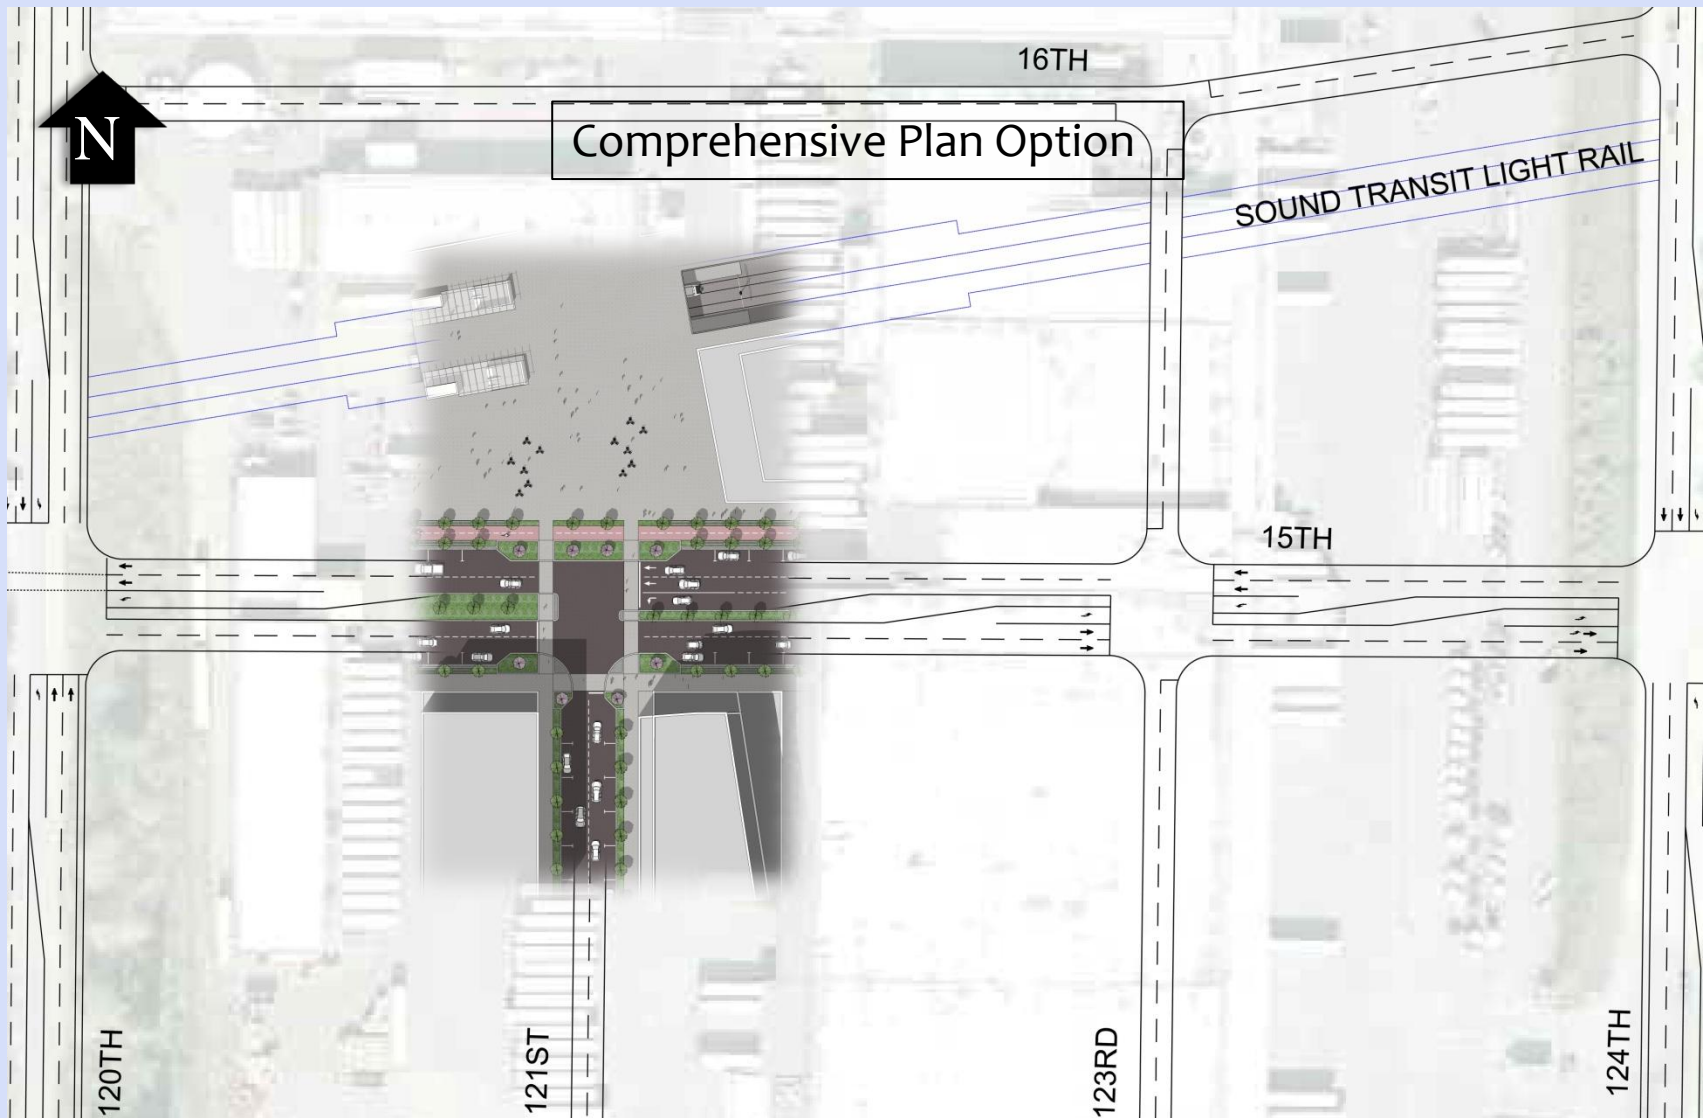 16TH
N
Comprehensive Plan Option
SOUND TRANSIT LIGHT RAIL
15TH
120TH
121ST
123RD
124TH